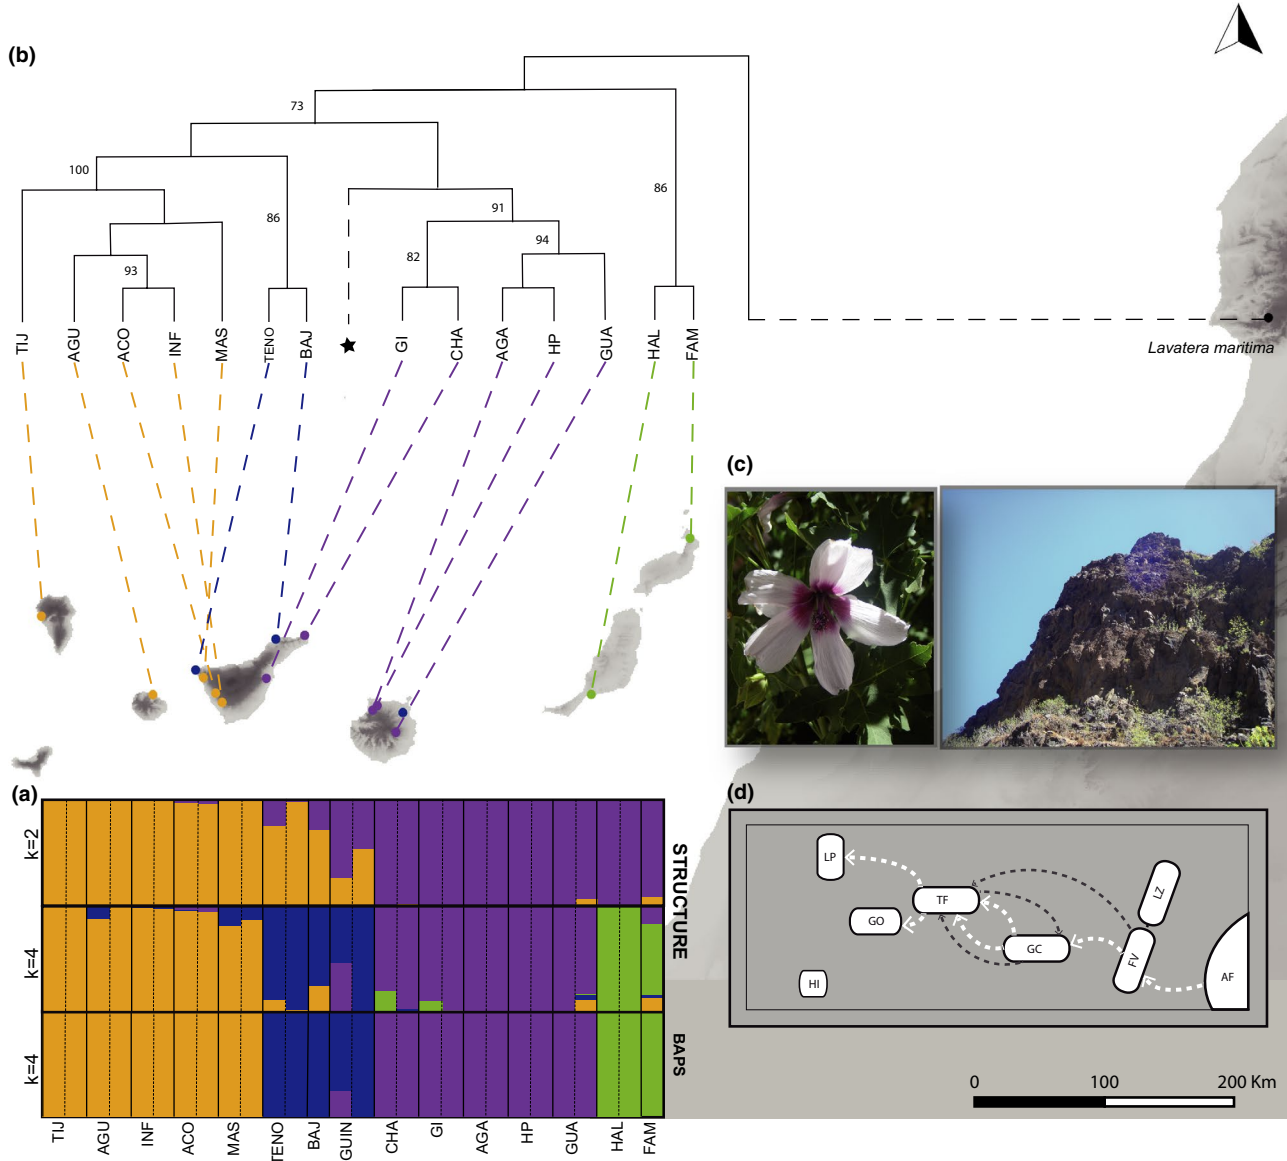 (b)
73
100
86
91
86
94
82
93
TIJ
AGU
ACO
INF
MAS
TENO
BAJ
GI
CHA
AGA
HP
GUA
HAL
FAM
Lavatera maritima
(c)
(a)
k=2
k=4
k=4
STRUCTURE
BAPS
TIJ
AGU
INF
ACO
MAS
TENO
BAJ
GUIN
CHA
GI
AGA
HP
GUA
HAL
FAM
(d)
LP
TF
GO
GC
HI
LZ
FV
AF
0 100 200 Km